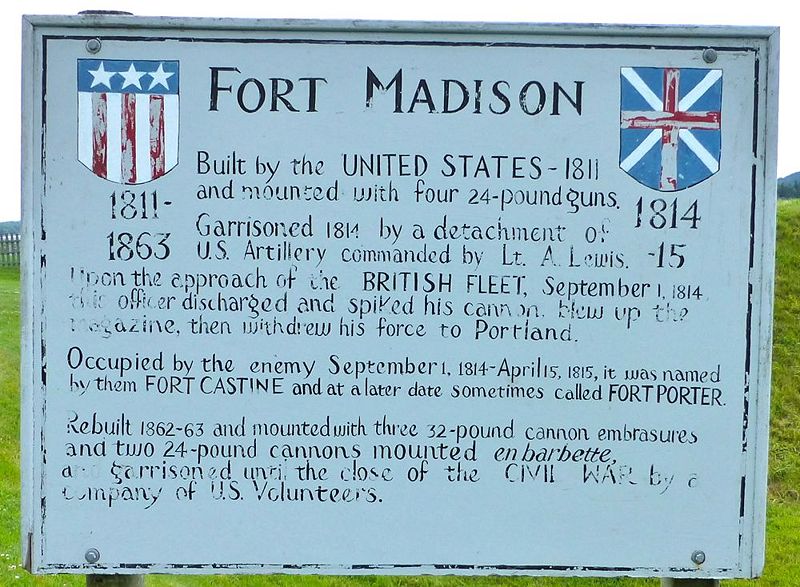 FORT MADISON
Built by the UNITED STATES - 1811
and mounted with four 24-pound guns.
1811-
1863
1814
-15
Garrisoned 1814 by a detachment of
U.S. Artillery commanded by Lt. A. Lewis.
Upon the approach of the BRITISH FLEET, September 1, 1814
this officer discharged and spiked his cannon, blew up the
magazine, then withdrew his force to Portland.
Occupied by the enemy September 1, 1814-April 15, 1815, it was named
by them FORT CASTINE and at a later date sometimes called FORT PORTER.
Rebuilt 1862-63 and mounted with three 32-pound cannon embrasures
and two 24-pound cannons mounted en barbette,
and garrisoned until the close of the CIVIL WAR by a
company of U.S. Volunteers.